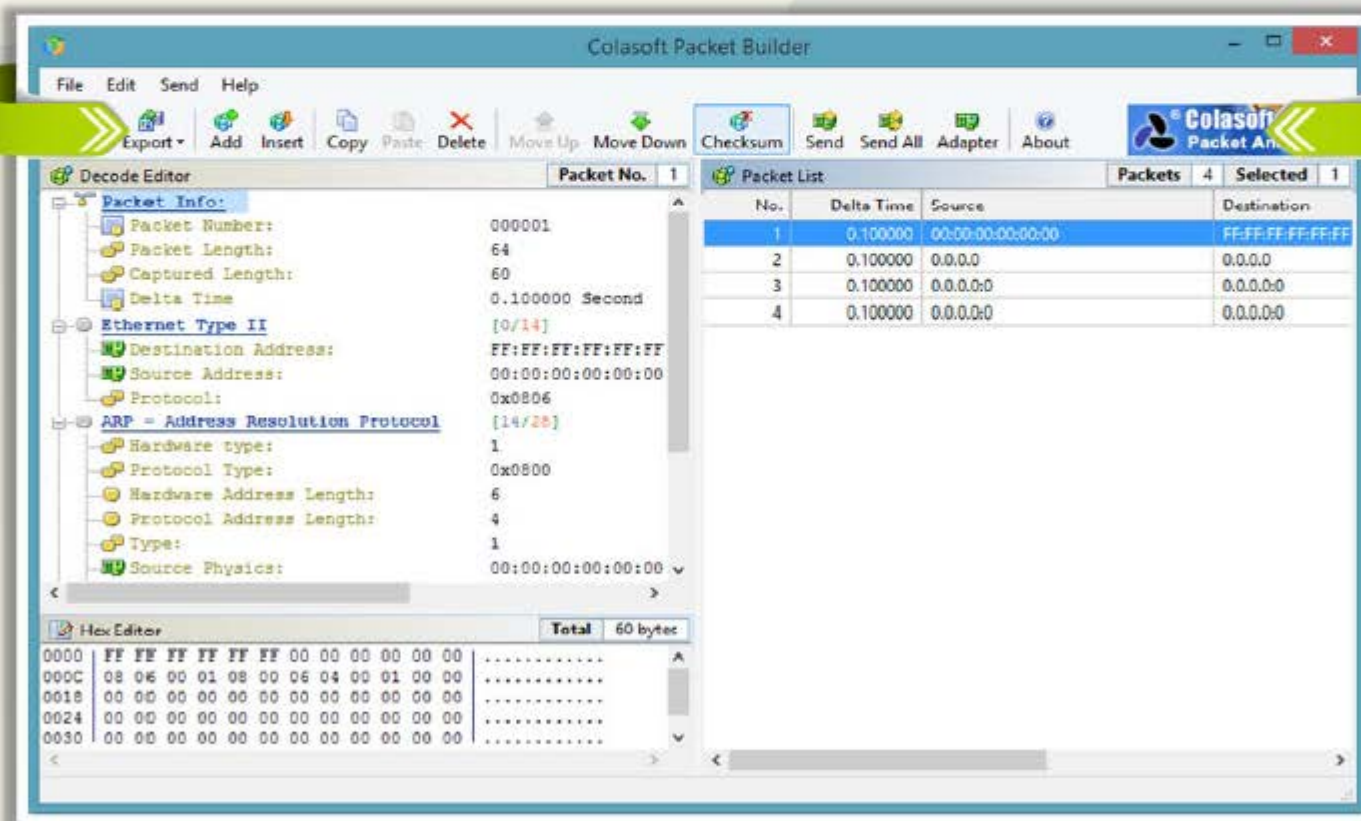 Colasoft Packet Builder
File Edit Send Help
Export Add Insert Copy Paste Delete Move Up Move Down Checksum Send Send All Adapter About
® Colasoft
Packet An
Decode Editor Packet No. 1
Packet Info:
Packet Number: 000001
Packet Length: 64
Captured Length: 60
Delta Time 0.100000 Second
Ethernet Type II [0/14]
Destination Address: FF:FF:FF:FF:FF:FF
Source Address: 00:00:00:00:00:00
Protocol: 0x0806
ARP - Address Resolution Protocol [14/28]
Hardware type: 1
Protocol Type: 0x0800
Hardware Address Length: 6
Protocol Address Length: 4
Type: 1
Source Physics: 00:00:00:00:00:00
Hex Editor Total 60 bytes
0000 FF FF FF FF FF FF 00 00 00 00 00 00 ............
000C 08 06 00 01 08 00 06 04 00 01 00 00 ............
0018 00 00 00 00 00 00 00 00 00 00 00 00 ............
0024 00 00 00 00 00 00 00 00 00 00 00 00 ............
0030 00 00 00 00 00 00 00 00 00 00 00 00 ............
Packet List Packets 4 Selected 1
No. Delta Time Source Destination
1 0.100000 00:00:00:00:00:00 FF:FF:FF:FF:FF:FF
2 0.100000 0.0.0.0 0.0.0.0
3 0.100000 0.0.0.0:0 0.0.0.0:0
4 0.100000 0.0.0.0:0 0.0.0.0:0